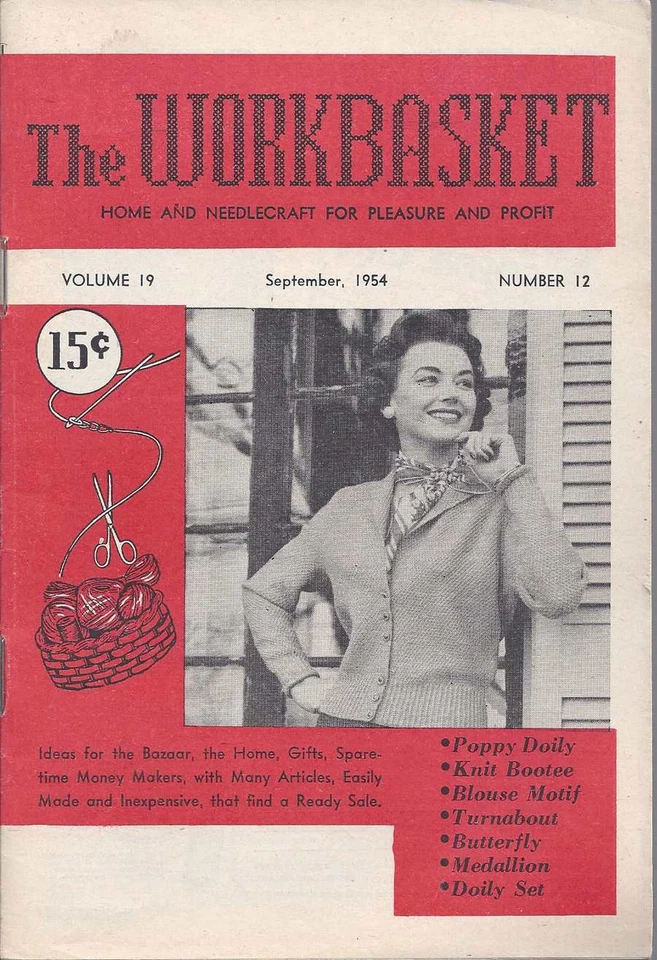 The WORKBASKET
HOME AND NEEDLECRAFT FOR PLEASURE AND PROFIT
VOLUME 19 September, 1954 NUMBER 12
15¢
Ideas for the Bazaar, the Home, Gifts, Spare-
time Money Makers, with Many Articles, Easily
Made and Inexpensive, that find a Ready Sale.
•Poppy Doily
•Knit Bootee
•Blouse Motif
•Turnabout
•Butterfly
•Medallion
•Doily Set